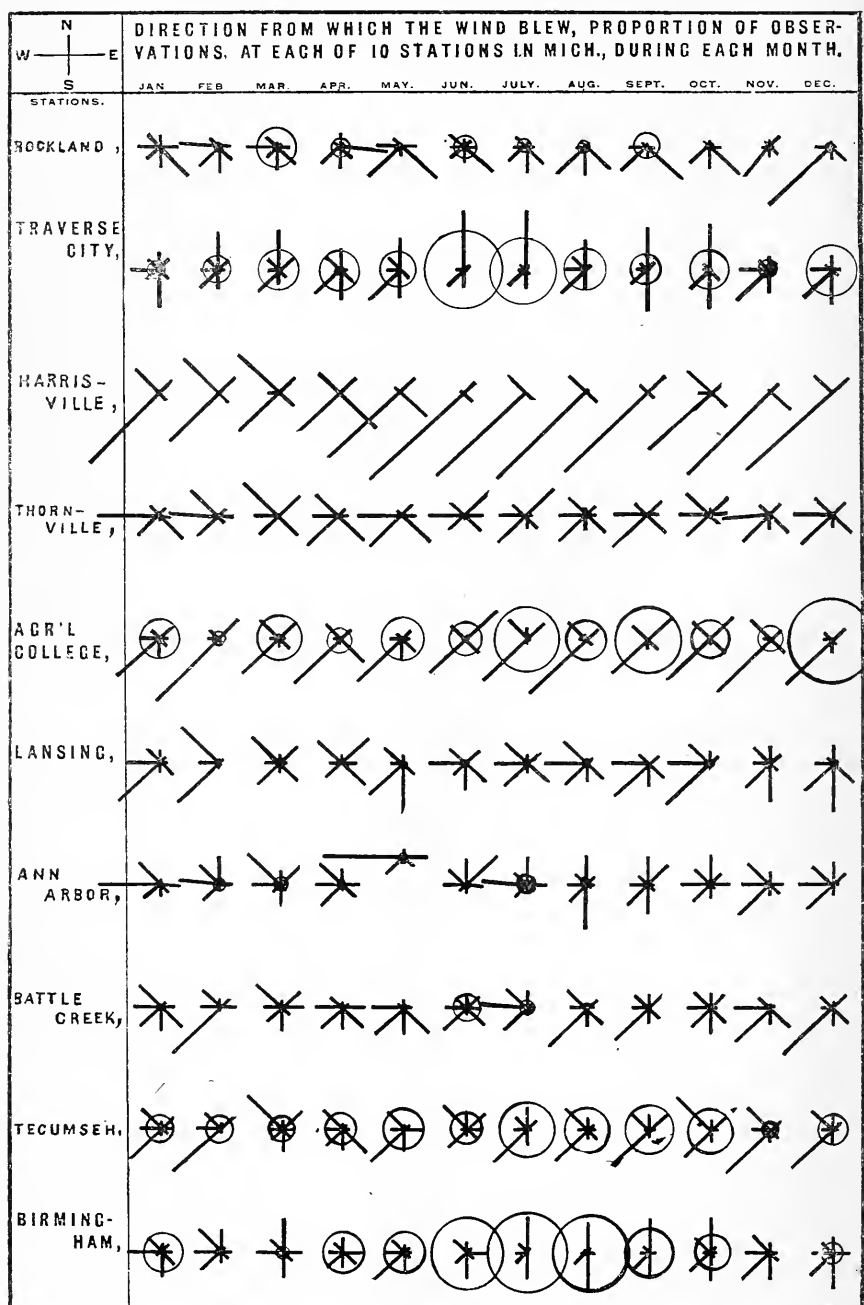 N
W E
S
DIRECTION FROM WHICH THE WIND BLEW, PROPORTION OF OBSER-
VATIONS, AT EACH OF 10 STATIONS IN MICH., DURING EACH MONTH.
STATIONS.
JAN FEB MAR. APR. MAY. JUN. JULY. AUG. SEPT. OCT. NOV. DEC.
ROCKLAND,
TRAVERSE
CITY,
HARRIS-
VILLE,
THORN-
VILLE,
AGR'L
COLLEGE,
LANSING,
ANN
ARBOR,
BATTLE
CREEK,
TECUMSEH.
BIRMING-
HAM,